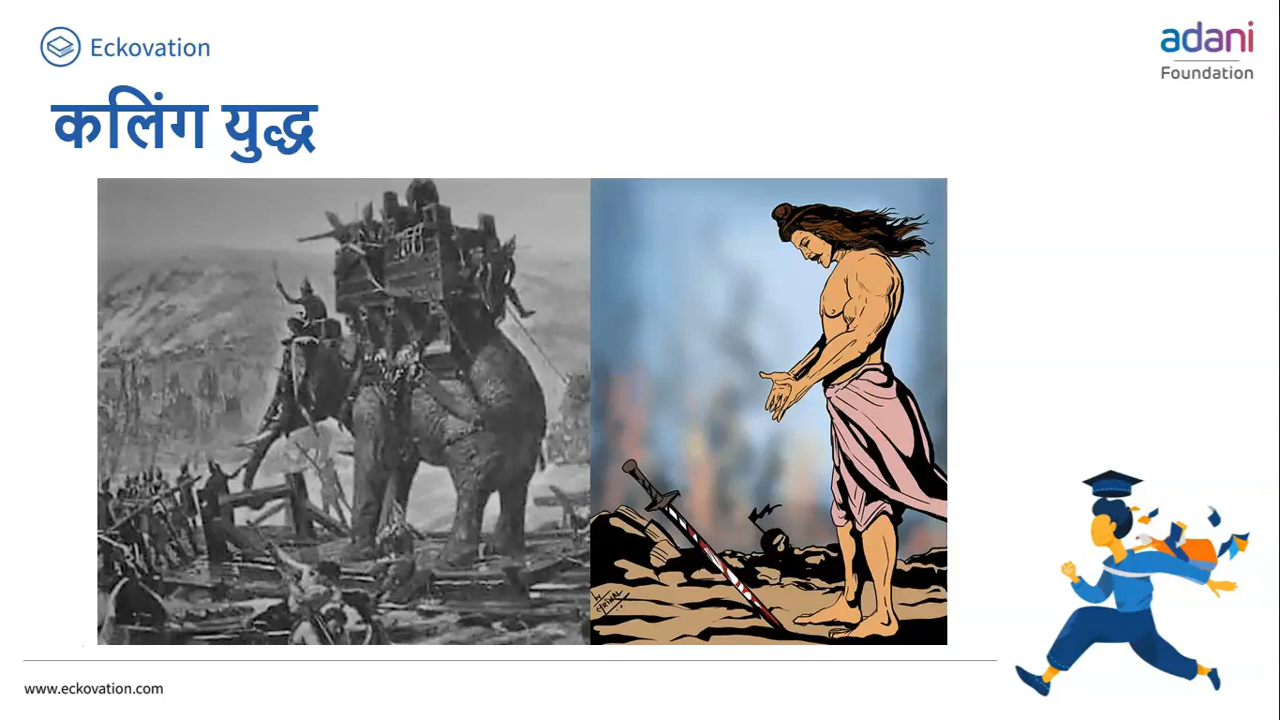 Eckovation
adani
Foundation
कलिंग युद्ध
www.eckovation.com